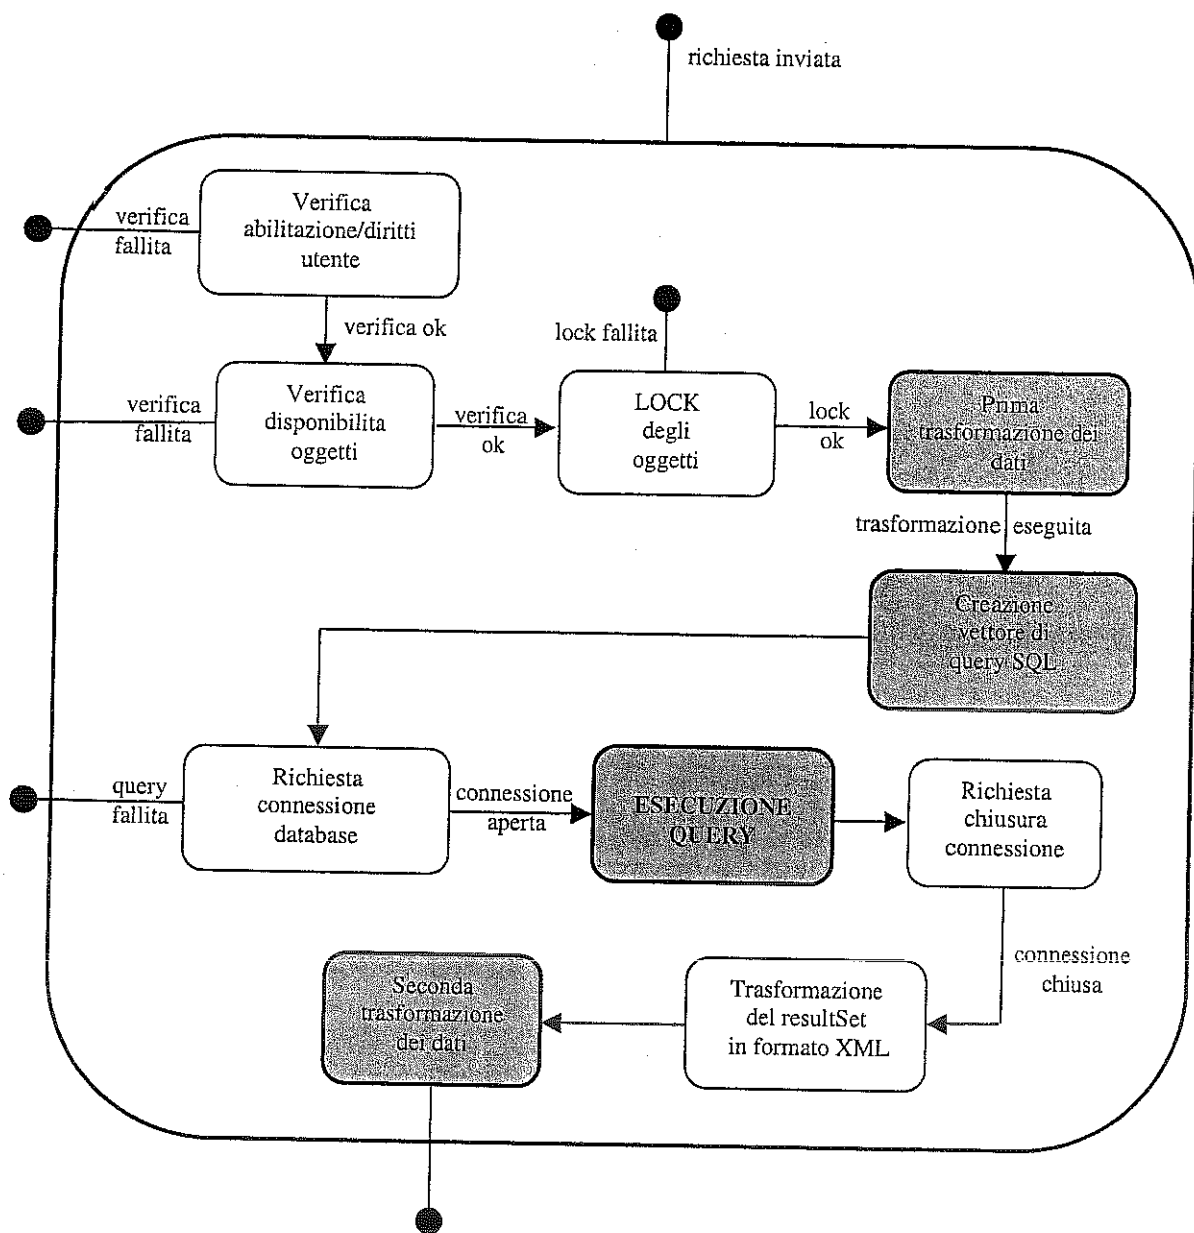 richiesta inviata
Verifica
abilitazione/diritti
utente
verifica
fallita
verifica ok
lock fallita
Verifica
disponibilita
oggetti
verifica
fallita
verifica
ok
LOCK
degli
oggetti
lock
ok
Prima
trasformazione dei
dati
trasformazione eseguita
Creazione
vettore di
query SQL
query
fallita
Richiesta
connessione
database
connessione
aperta
ESECUZIONE
QUERY
Richiesta
chiusura
connessione
connessione
chiusa
Trasformazione
del resultSet
in formato XML
Seconda
trasformazione
dei dati